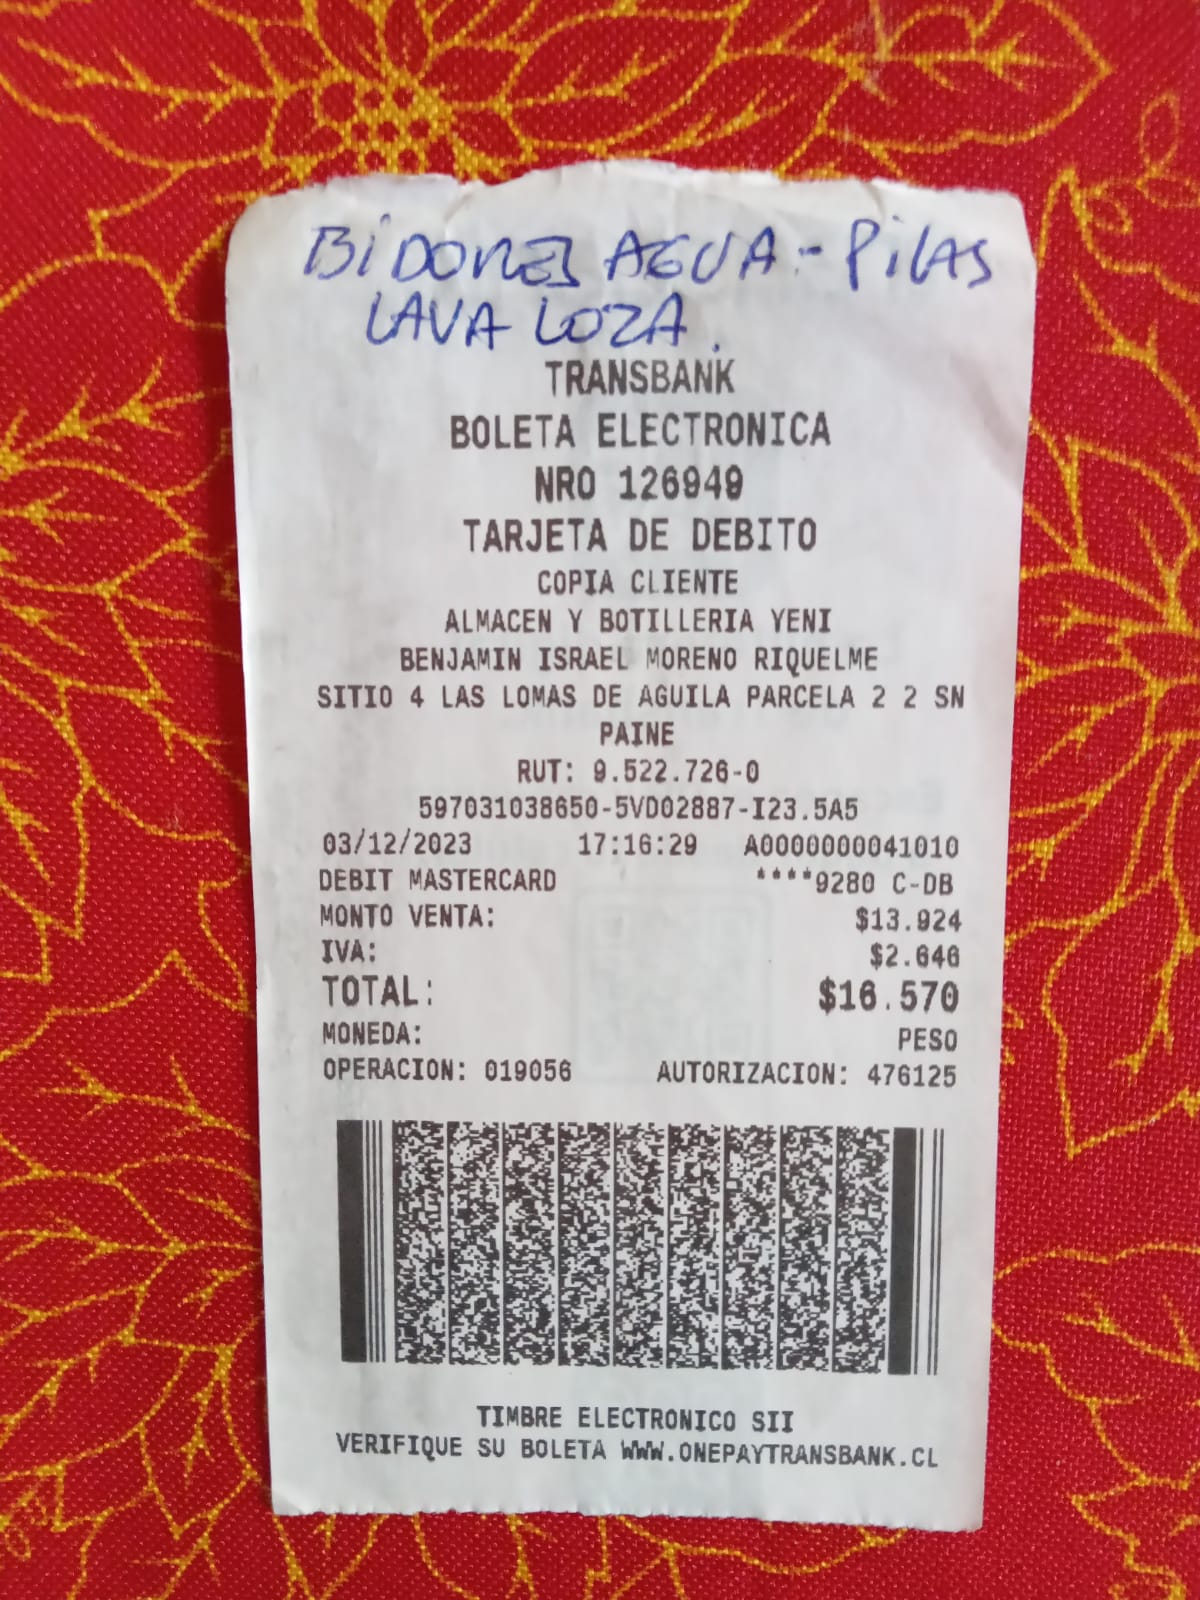 BIDONES AGUA - PILAS
LAVA LOZA.
TRANSBANK
BOLETA ELECTRONICA
NRO 126949
TARJETA DE DEBITO
COPIA CLIENTE
ALMACEN Y BOTILLERIA YENI
BENJAMIN ISRAEL MORENO RIQUELME
SITIO 4 LAS LOMAS DE AGUILA PARCELA 2 2 SN
PAINE
RUT: 9.522.726-0
597031038650-5VD02887-I23.5A5
03/12/2023 17:16:29 A0000000041010
DEBIT MASTERCARD ****9280 C-DB
MONTO VENTA: $13.924
IVA: $2.646
TOTAL: $16.570
MONEDA: PESO
OPERACION: 019056 AUTORIZACION: 476125
TIMBRE ELECTRONICO SII
VERIFIQUE SU BOLETA WWW.ONEPAYTRANSBANK.CL